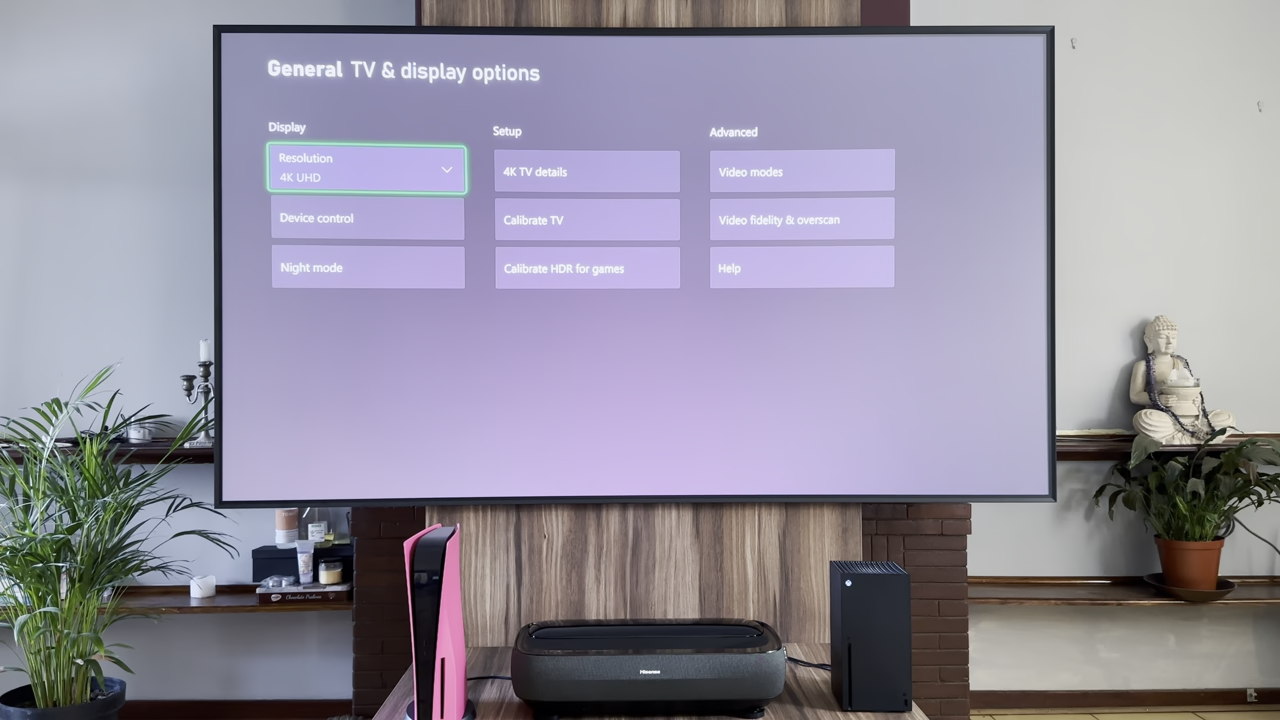 General TV & display options
Display
Resolution
4K UHD
Device control
Night mode
Setup
4K TV details
Calibrate TV
Calibrate HDR for games
Advanced
Video modes
Video fidelity & overscan
Help
Hisense